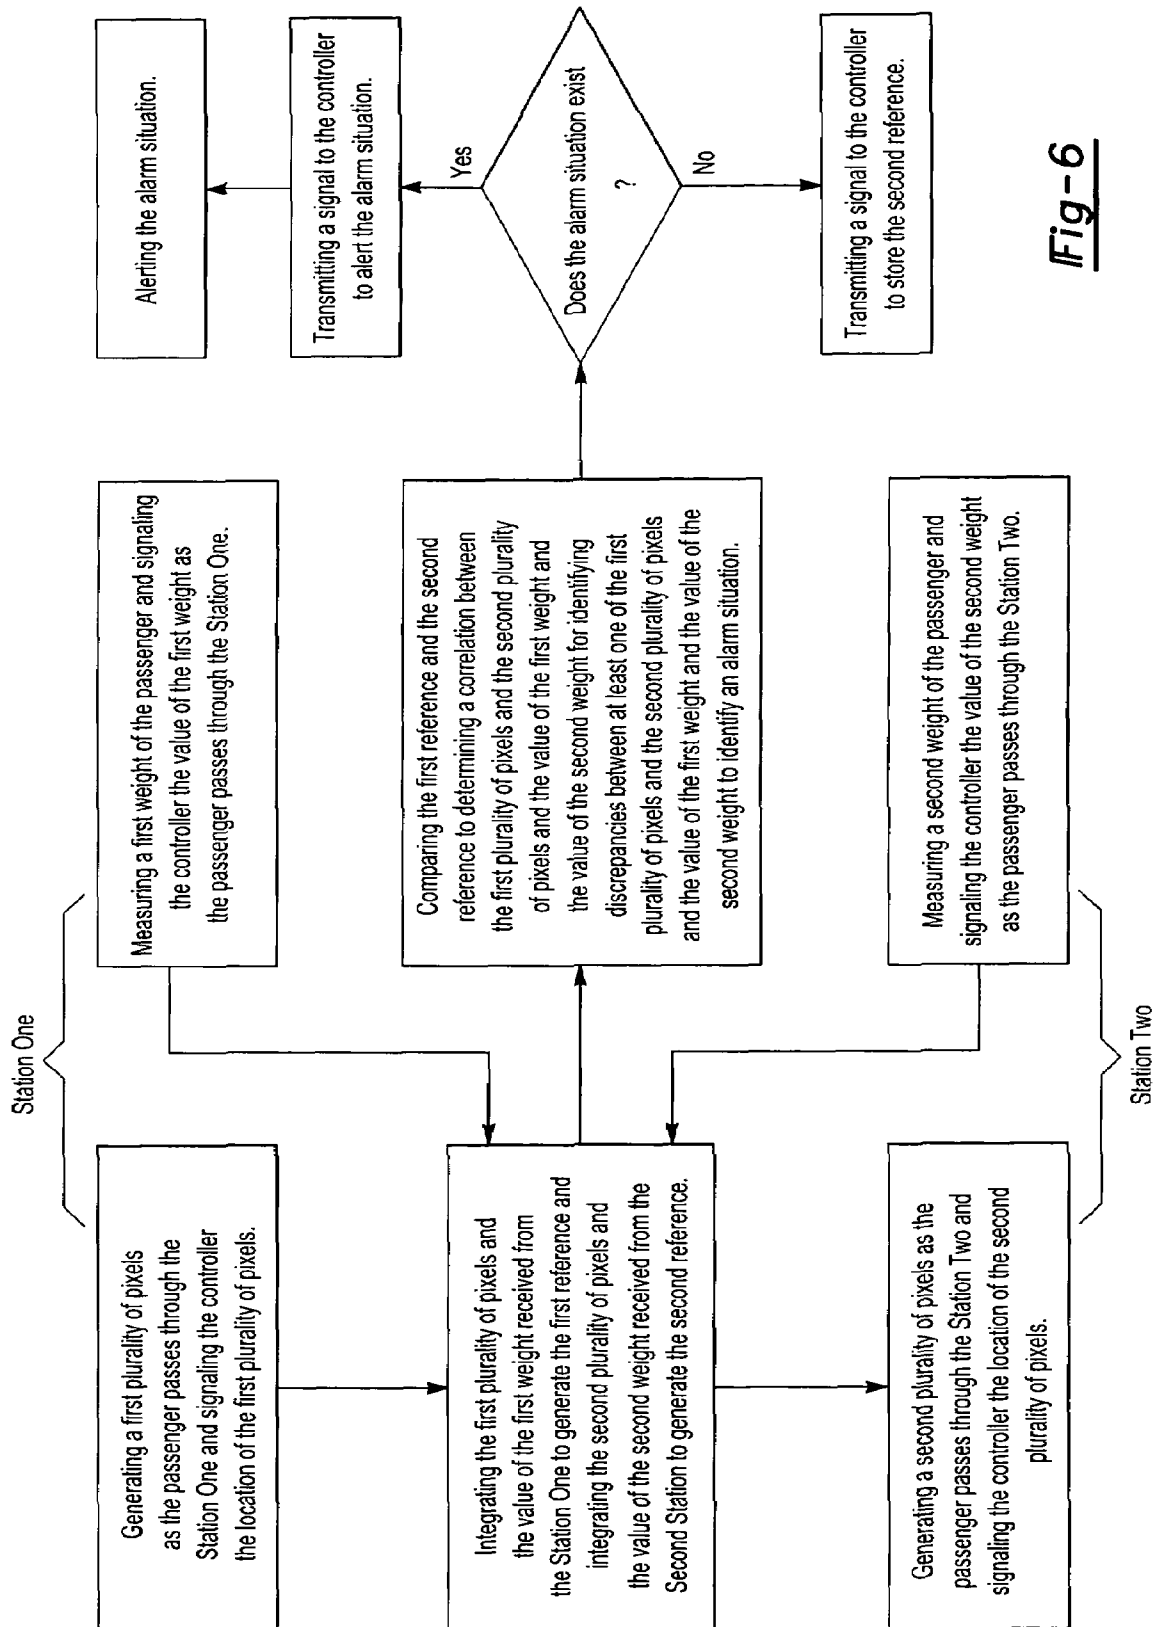 Station One
Generating a first plurality of pixels
as the passenger passes through the
Station One and signaling the controller
the location of the first plurality of pixels.
Measuring a first weight of the passenger and signaling
the controller the value of the first weight as
the passenger passes through the Station One.
Alerting the alarm situation.
Transmitting a signal to the controller
to alert the alarm situation.
Yes
Integrating the first plurality of pixels and
the value of the first weight received from
the Station One to generate the first reference and
integrating the second plurality of pixels and
the value of the second weight received from the
Second Station to generate the second reference.
Comparing the first reference and the second
reference to determining a correlation between
the first plurality of pixels and the second plurality
of pixels and the value of the first weight and
the value of the second weight for identifying
discrepancies between at least one of the first
plurality of pixels and the second plurality of pixels
and the value of the first weight and the value of the
second weight to identify an alarm situation.
Does the alarm situation exist
?
No
Generating a second plurality of pixels as the
passenger passes through the Station Two and
signaling the controller the location of the second
plurality of pixels.
Measuring a second weight of the passenger and
signaling the controller the value of the second weight
as the passenger passes through the Station Two.
Transmitting a signal to the controller
to store the second reference.
Station Two
Fig-6